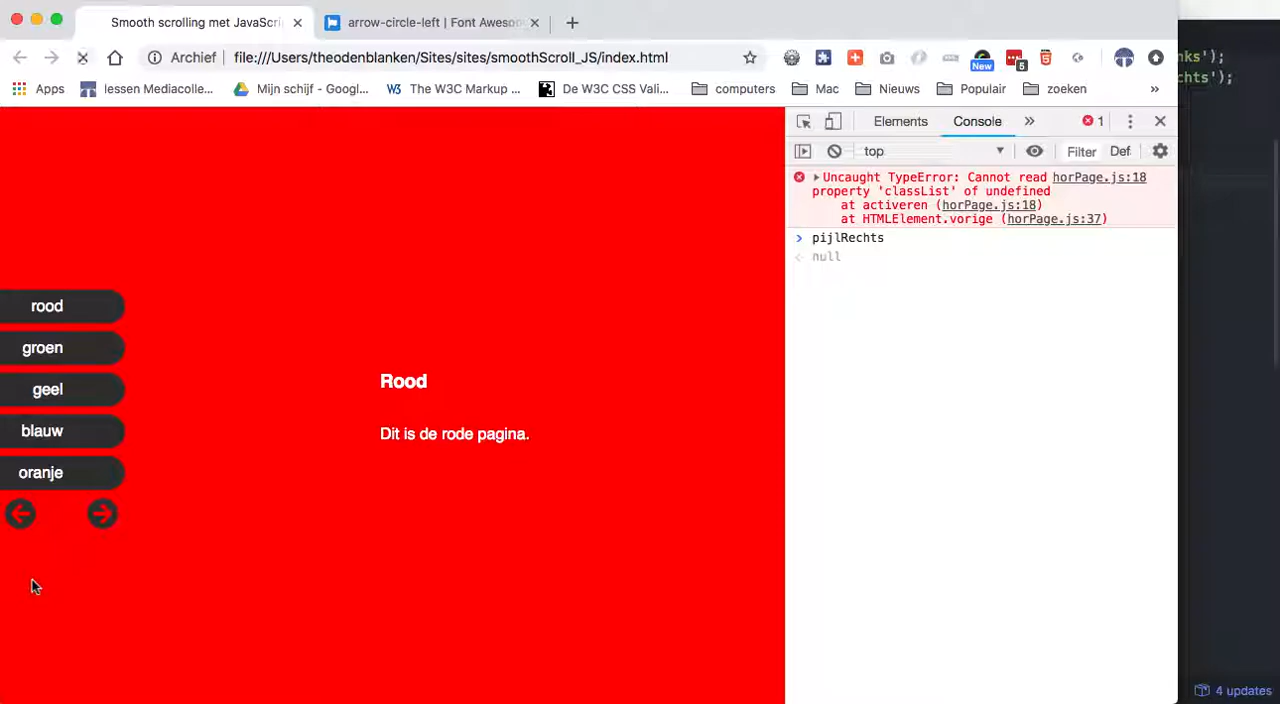 Smooth scrolling met JavaScri
arrow-circle-left | Font Aweso
Archief
file:///Users/theodenblanken/Sites/sites/smoothScroll_JS/index.html
New
5
nks');
chts');
Apps
lessen Mediacolle...
Mijn schijf - Googl...
The W3C Markup ...
De W3C CSS Vali...
computers
Mac
Nieuws
Populair
zoeken
»
Elements
Console
»
1
top
Filter
Def
Uncaught TypeError: Cannot read horPage.js:18
property 'classList' of undefined
at activeren (horPage.js:18)
at HTMLElement.vorige (horPage.js:37)
pijlRechts
null
rood
groen
geel
blauw
oranje
Rood
Dit is de rode pagina.
4 updates